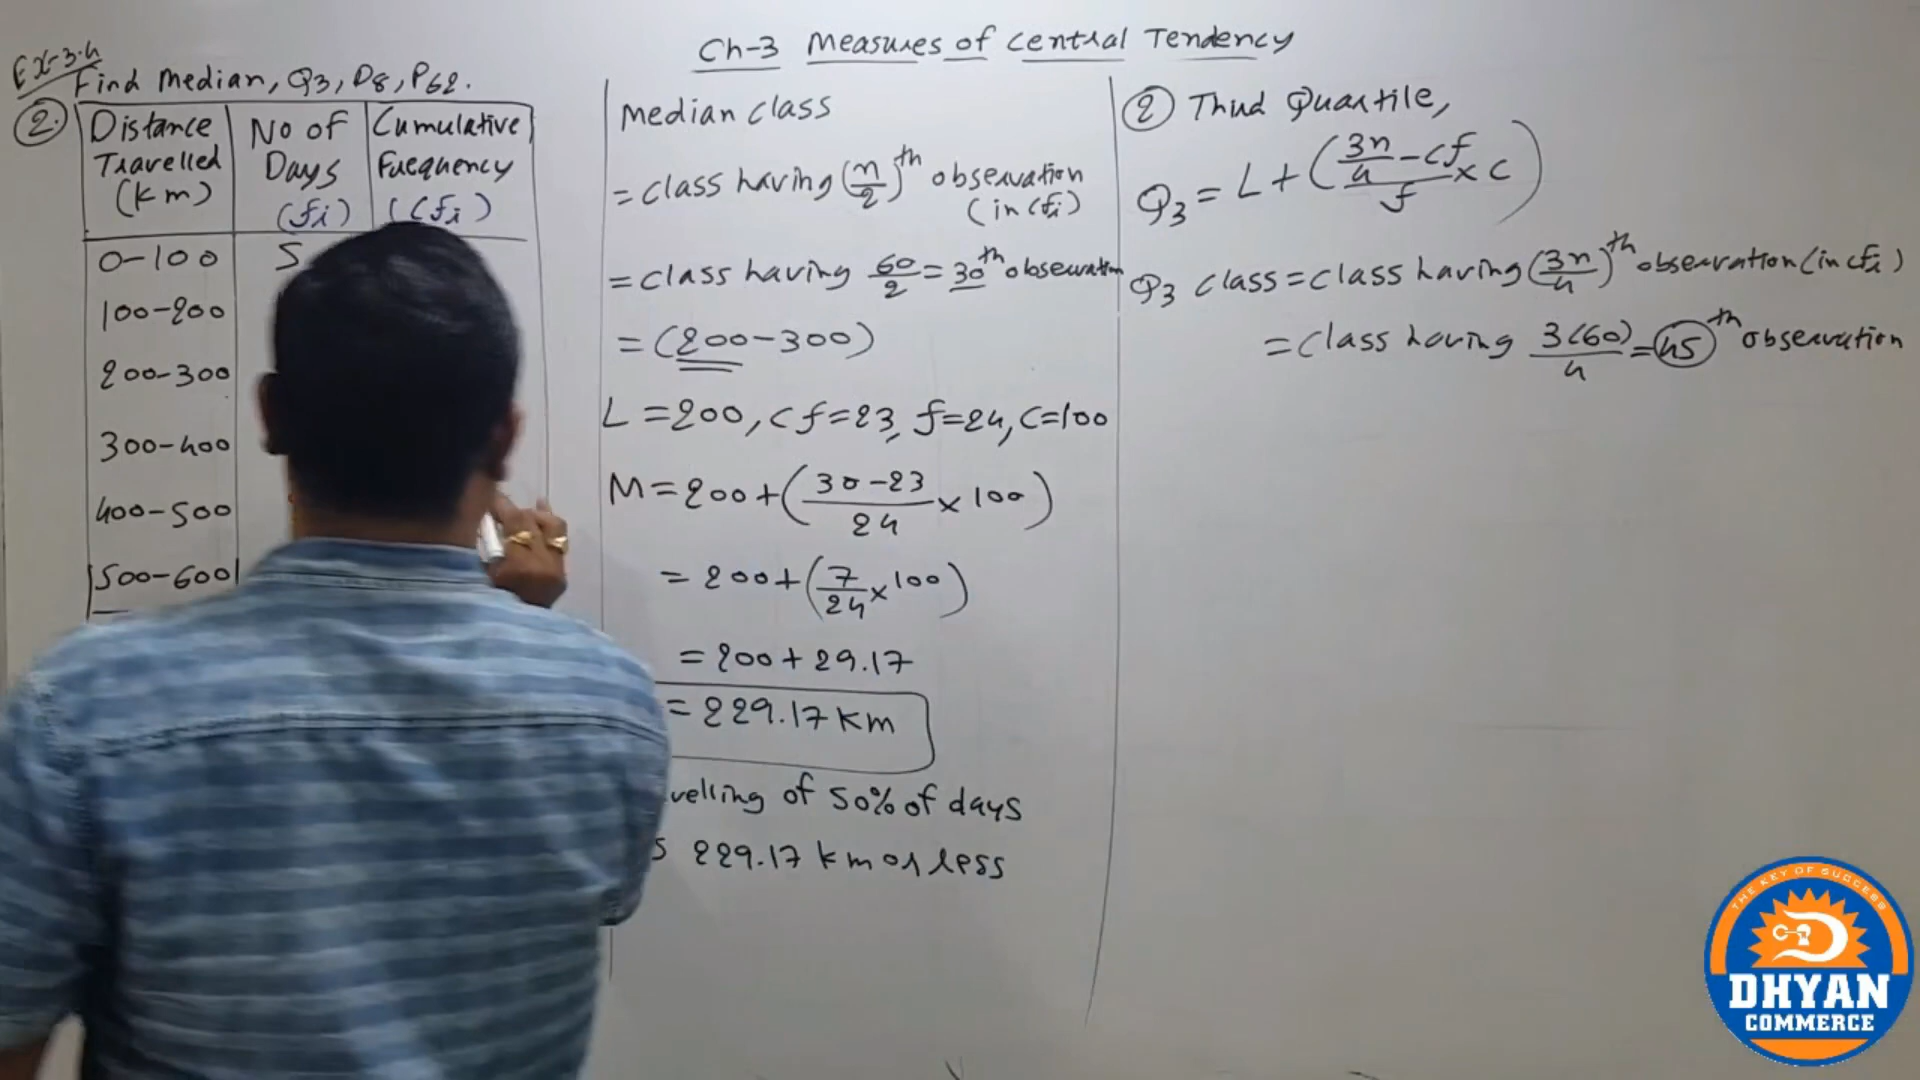 Ch-3 Measures of Central Tendency
Ex-3.4
Find Median, Q3, D8, P62.
2.
Distance Travelled (Km)
No of Days (fi)
Cumulative Frequency (Cfi)
0-100 5
100-200
200-300
300-400
400-500
500-600
Median class
= class having (n/2)th observation (in cfi)
= class having 60/2 = 30th observation
= (200-300)
L = 200, Cf = 23, f = 24, C = 100
M = 200 + (30-23/24 × 100)
= 200 + (7/24 × 100)
= 200 + 29.17
= 229.17 Km
velling of 50% of days
s 229.17 km or less
2 Third Quartile,
Q3 = L + (3n/4 - cf/f × c)
Q3 class = class having (3n/4)th observation (in cfi)
= class having 3(60)/4 = 45th observation
THE KEY OF SUCCESS
DHYAN
COMMERCE